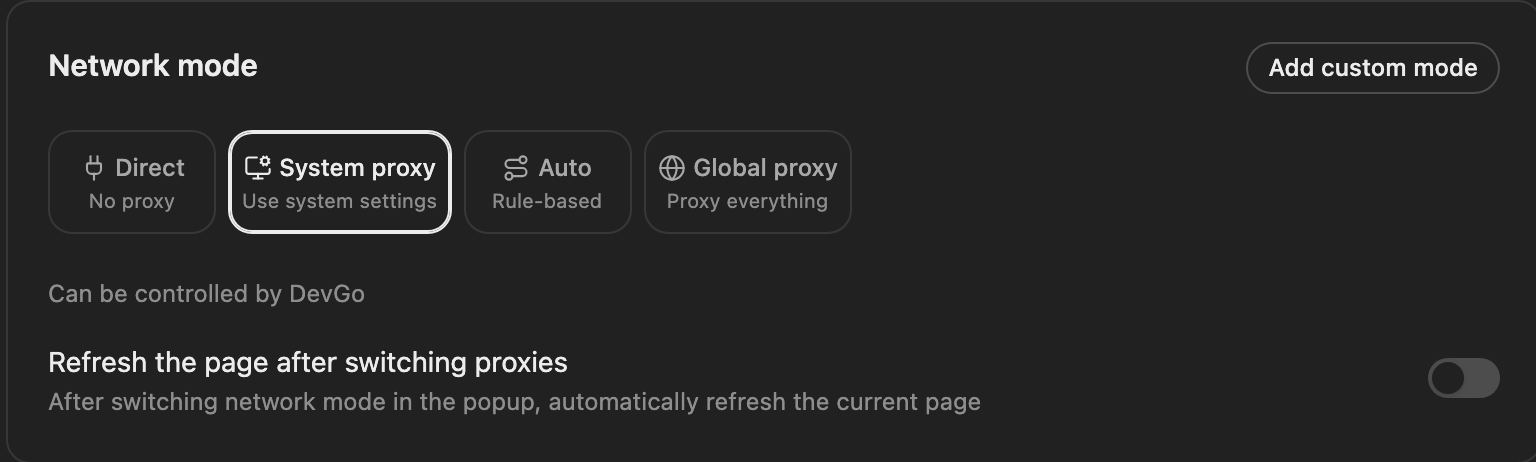 Network mode
Add custom mode
Direct
No proxy
System proxy
Use system settings
Auto
Rule-based
Global proxy
Proxy everything
Can be controlled by DevGo
Refresh the page after switching proxies
After switching network mode in the popup, automatically refresh the current page